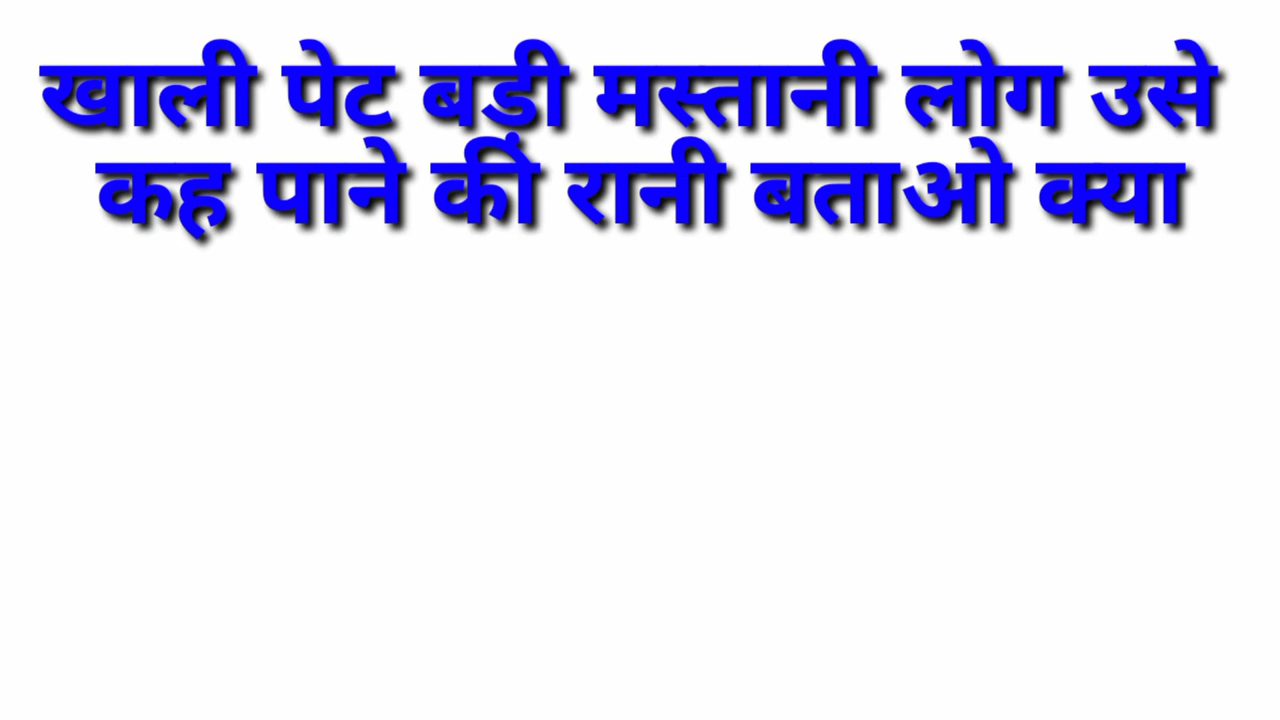 खाली पेट बड़ी मस्तानी लोग उसे
कह पाने की रानी बताओ क्या